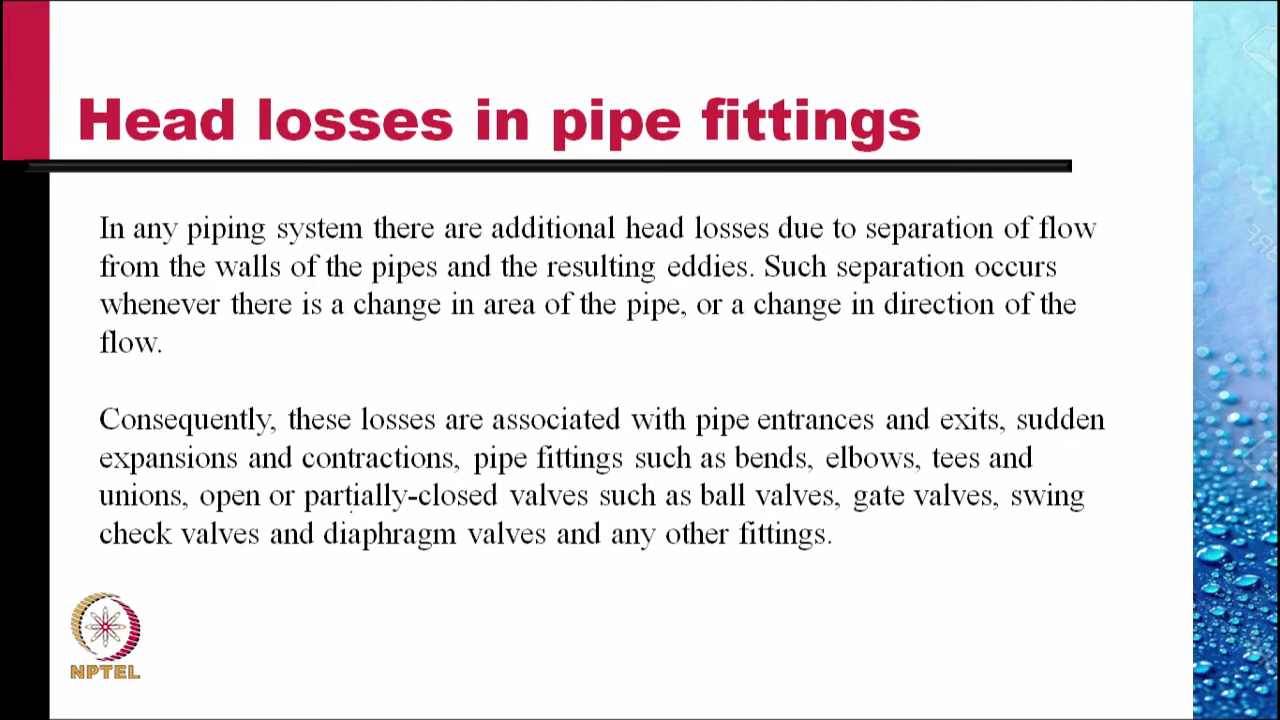 Head losses in pipe fittings
In any piping system there are additional head losses due to separation of flow
from the walls of the pipes and the resulting eddies. Such separation occurs
whenever there is a change in area of the pipe, or a change in direction of the
flow.
Consequently, these losses are associated with pipe entrances and exits, sudden
expansions and contractions, pipe fittings such as bends, elbows, tees and
unions, open or partially-closed valves such as ball valves, gate valves, swing
check valves and diaphragm valves and any other fittings.
NPTEL